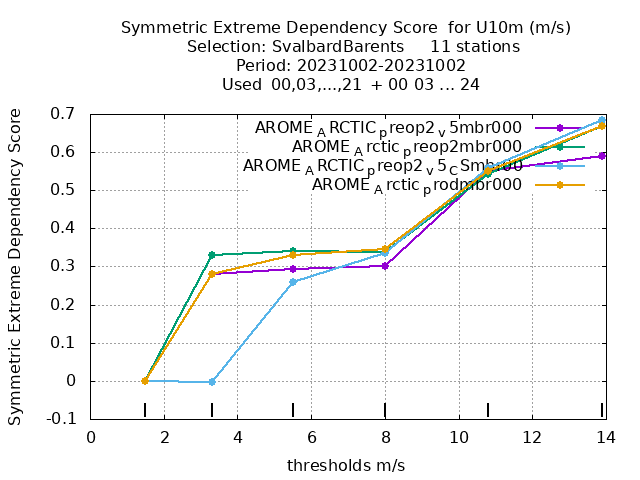 Symmetric Extreme Dependency Score for U10m (m/s)
Selection: SvalbardBarents 11 stations
Period: 20231002-20231002
Used 00,03,...,21 + 00 03 ... 24
Symmetric Extreme Dependency Score
0.7
0.6
0.5
0.4
0.3
0.2
0.1
0
-0.1
AROME_ARCTIC_preop2_v5mbr000
AROME_Arctic_preop2mbr000
AROME_ARCTIC_preop2_v5_CSmbr000
AROME_Arctic_prodmbr000
0 2 4 6 8 10 12 14
thresholds m/s